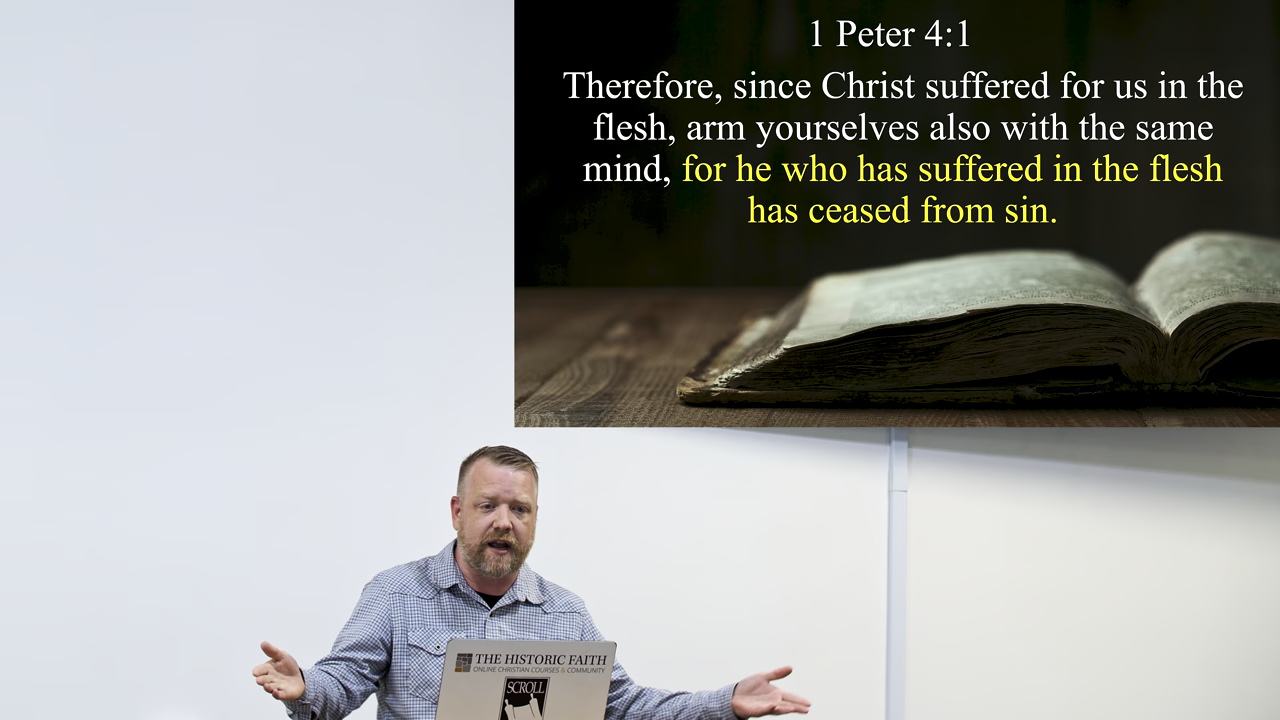 1 Peter 4:1
Therefore, since Christ suffered for us in the
flesh, arm yourselves also with the same
mind, for he who has suffered in the flesh
has ceased from sin.
THE HISTORIC FAITH
ONLINE CHRISTIAN COURSES & COMMUNITY
SCROLL